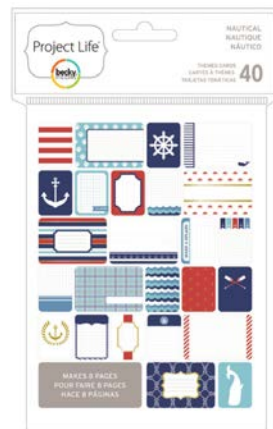 Project Life®
becky
NAUTICAL
NAUTIQUE
NÁUTICO
THEMED CARDS
CARTES À THÈMES
TARJETAS TEMÁTICAS
40
MAKES 8 PAGES
POUR FAIRE 8 PAGES
HACE 8 PÁGINAS